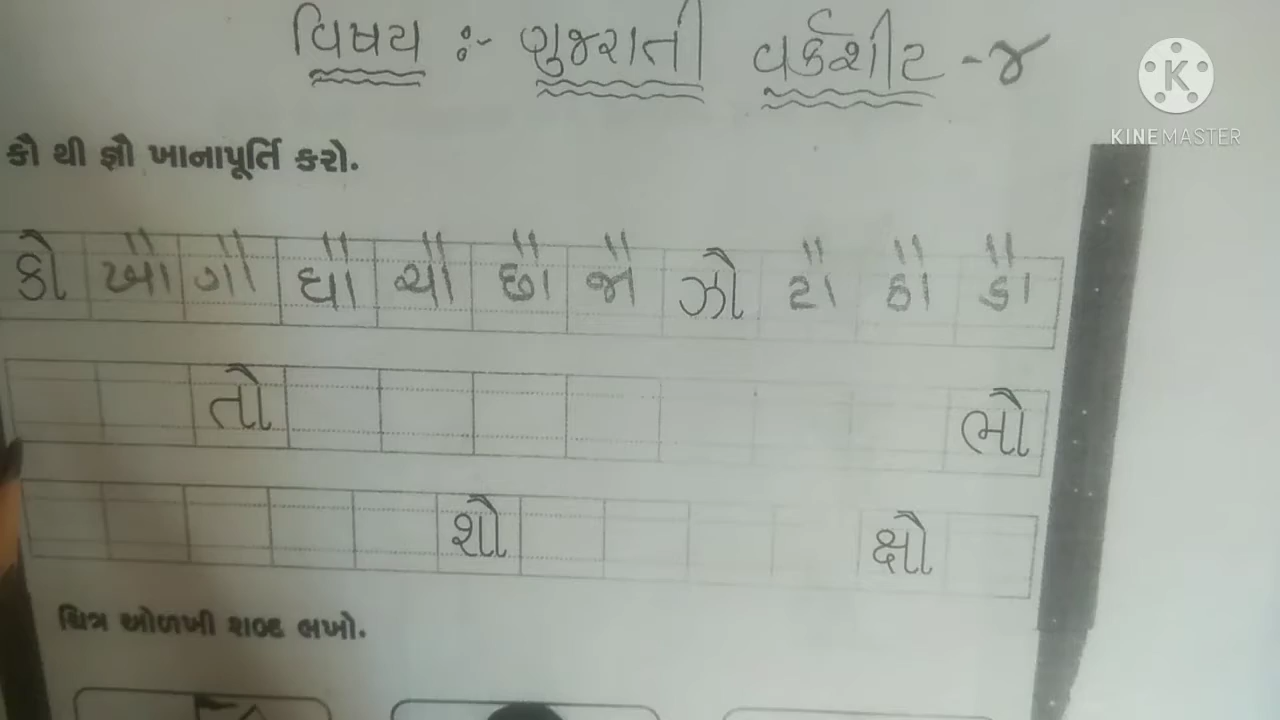 વિષય :- ગુજરાતી વર્કશીટ - ૪
KINEMASTER
કૌ થી જ્ઞૌ ખાનાપૂર્તિ કરો.
કૌ ખૌ ગૌ ઘૌ ચૌ છૌ જૌ ઝૌ ટૌ ઠૌ ડૌ
તૌ ભૌ
શૌ ક્ષૌ
ચિત્ર ઓળખી શબ્દ લખો.